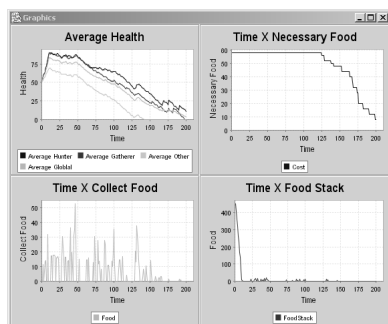 Graphics
Average Health
Health
75
50
25
0
0 25 50 75 100 125 150 175 200
Time
Average Hunter Average Gatherer Average Other
Average Globlal
Time X Necessary Food
Necessary Food
50
40
30
20
10
0
0 25 50 75 100 125 150 175 200
Time
Cost
Time X Collect Food
Collect Food
50
40
30
20
10
0
0 25 50 75 100 125 150 175 200
Time
Food
Time X Food Stack
Food
400
300
200
100
0
0 25 50 75 100 125 150 175 200
Time
FoodStack